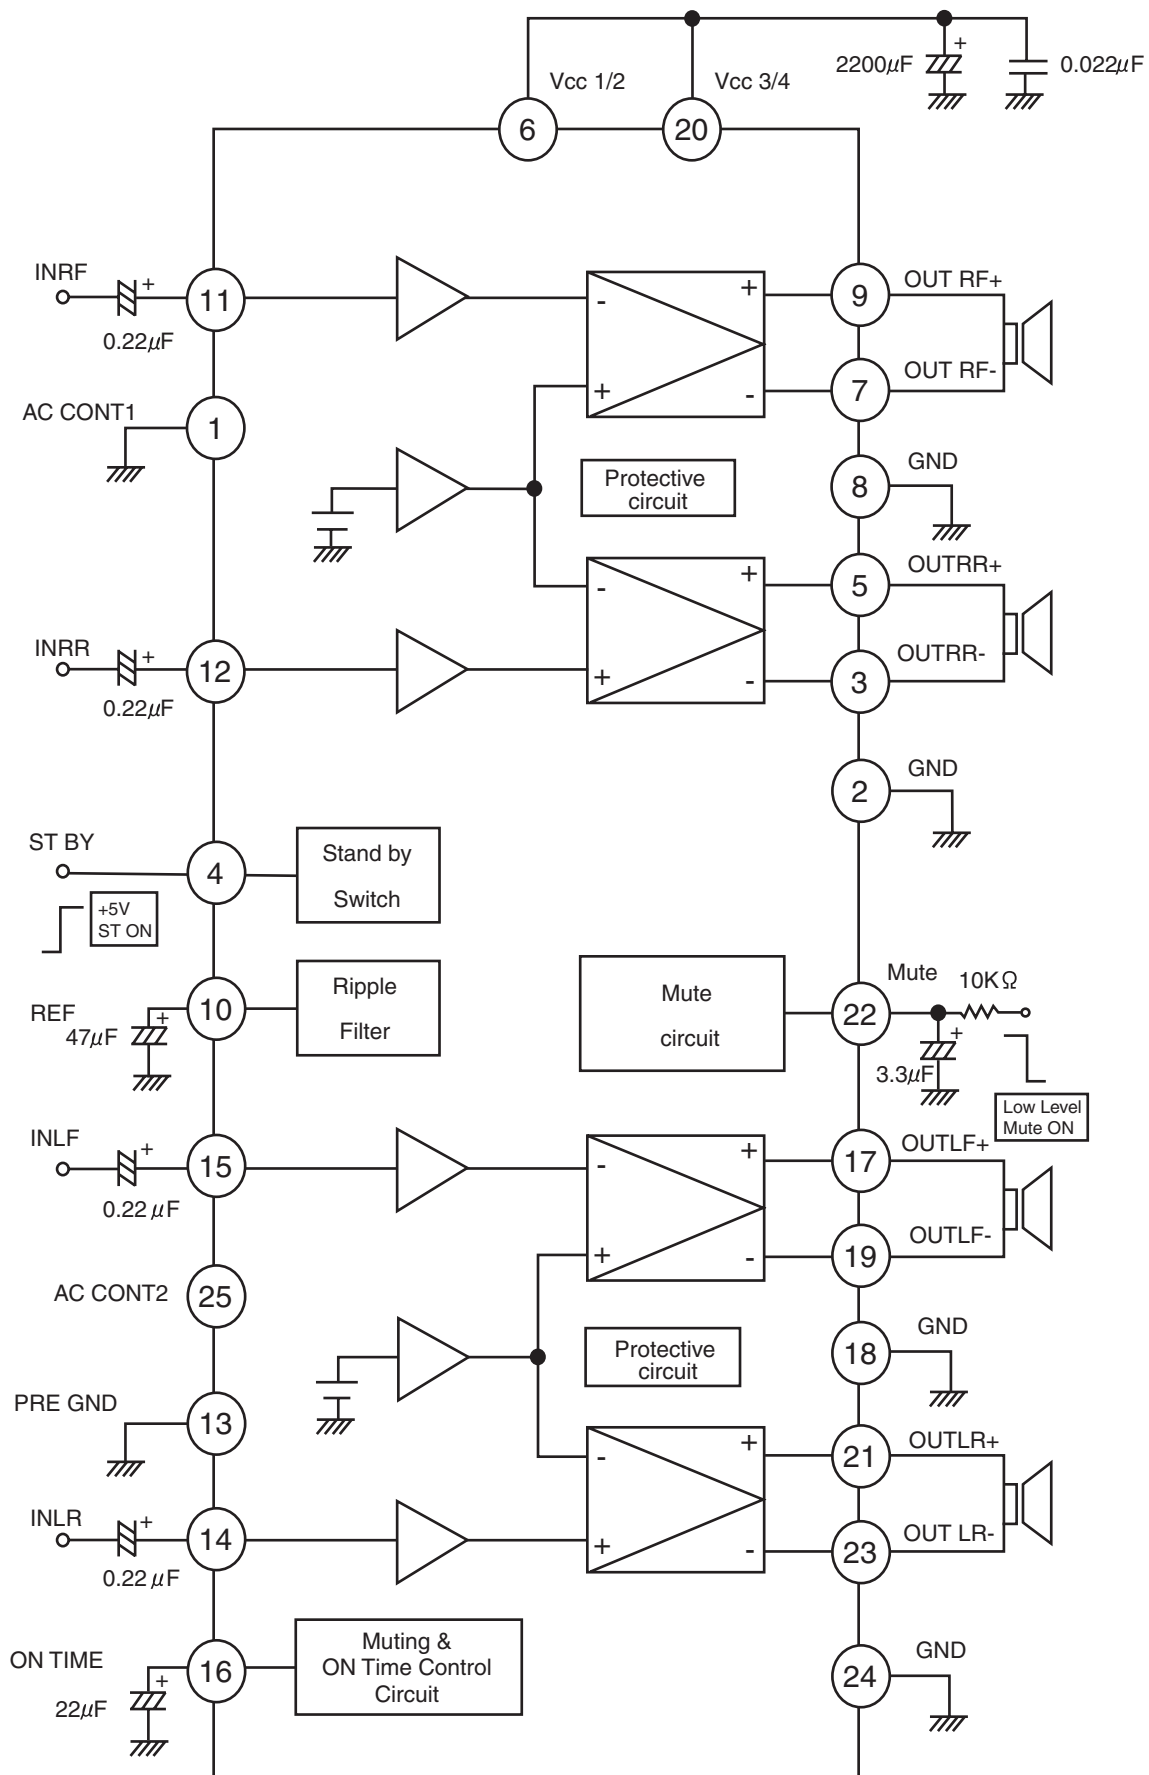 +
2200μF
0.022μF
Vcc 1/2
Vcc 3/4
6
20
INRF
+
11
0.22μF
-
+
+
-
9
OUT RF+
7
OUT RF-
AC CONT1
1
Protective
circuit
8
GND
INRR
+
12
0.22μF
-
+
+
-
5
OUTRR+
3
OUTRR-
2
GND
ST BY
4
Stand by
Switch
+5V
ST ON
REF
+
47μF
10
Ripple
Filter
Mute
circuit
22
Mute
10KΩ
+
3.3μF
Low Level
Mute ON
INLF
+
15
0.22 μF
-
+
+
-
17
OUTLF+
19
OUTLF-
AC CONT2
25
Protective
circuit
18
GND
PRE GND
13
INLR
+
14
0.22 μF
-
+
+
-
21
OUTLR+
23
OUT LR-
ON TIME
+
22μF
16
Muting &
ON Time Control
Circuit
24
GND